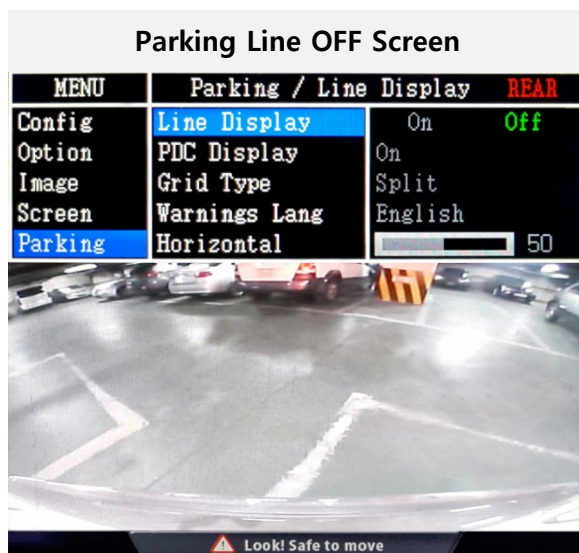 Parking Line OFF Screen
MENU Parking / Line Display REAR
Config Line Display On Off
Option PDC Display On
Image Grid Type Split
Screen Warnings Lang English
Parking Horizontal 50
Look! Safe to move